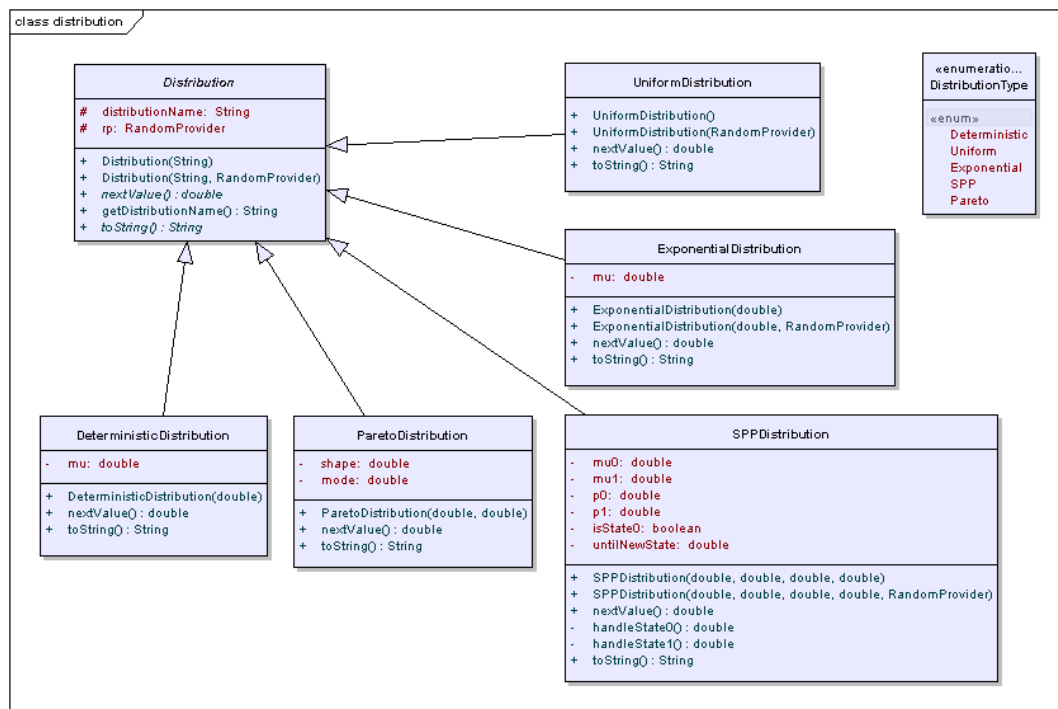 class distribution
Distribution
# distributionName: String
# rp: RandomProvider
+ Distribution(String)
+ Distribution(String, RandomProvider)
+ nextValue() : double
+ getDistributionName() : String
+ toString() : String
UniformDistribution
+ UniformDistribution()
+ UniformDistribution(RandomProvider)
+ nextValue() : double
+ toString() : String
«enumeratio...
DistributionType
«enum»
Deterministic
Uniform
Exponential
SPP
Pareto
ExponentialDistribution
- mu: double
+ ExponentialDistribution(double)
+ ExponentialDistribution(double, RandomProvider)
+ nextValue() : double
+ toString() : String
DeterministicDistribution
- mu: double
+ DeterministicDistribution(double)
+ nextValue() : double
+ toString() : String
ParetoDistribution
- shape: double
- mode: double
+ ParetoDistribution(double, double)
+ nextValue() : double
+ toString() : String
SPPDistribution
- mu0: double
- mu1: double
- p0: double
- p1: double
- isState0: boolean
- untilNewState: double
+ SPPDistribution(double, double, double, double)
+ SPPDistribution(double, double, double, double, RandomProvider)
+ nextValue() : double
- handleState0() : double
- handleState1() : double
+ toString() : String